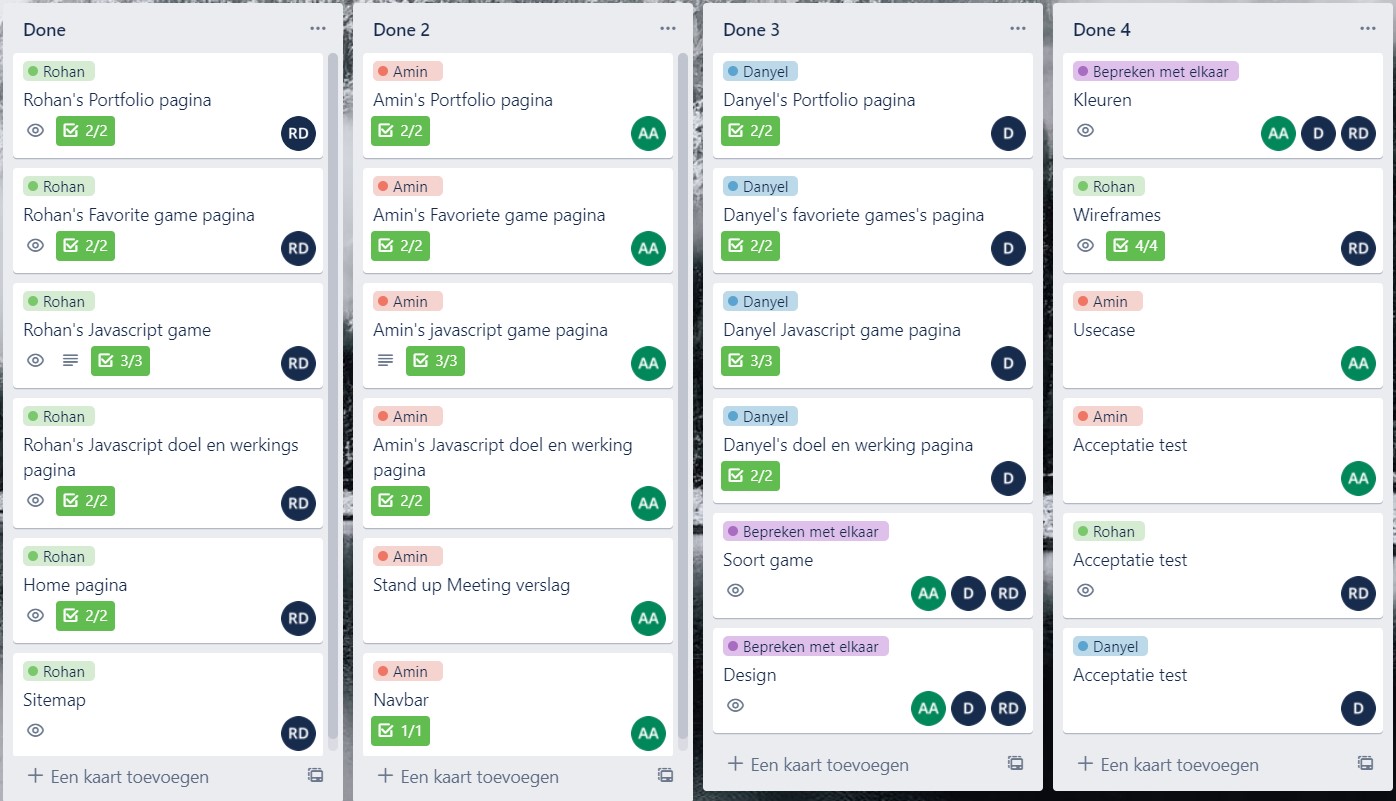 Done
Rohan
Rohan's Portfolio pagina
2/2
RD
Rohan
Rohan's Favorite game pagina
2/2
RD
Rohan
Rohan's Javascript game
3/3
RD
Rohan
Rohan's Javascript doel en werkings
pagina
2/2
RD
Rohan
Home pagina
2/2
RD
Rohan
Sitemap
RD
Een kaart toevoegen
Done 2
Amin
Amin's Portfolio pagina
2/2
AA
Amin
Amin's Favoriete game pagina
2/2
AA
Amin
Amin's javascript game pagina
3/3
AA
Amin
Amin's Javascript doel en werking
pagina
2/2
AA
Amin
Stand up Meeting verslag
AA
Amin
Navbar
1/1
AA
Een kaart toevoegen
Done 3
Danyel
Danyel's Portfolio pagina
2/2
D
Danyel
Danyel's favoriete games's pagina
2/2
D
Danyel
Danyel Javascript game pagina
3/3
D
Danyel
Danyel's doel en werking pagina
2/2
D
Bepreken met elkaar
Soort game
AA D RD
Bepreken met elkaar
Design
AA D RD
Een kaart toevoegen
Done 4
Bepreken met elkaar
Kleuren
AA D RD
Rohan
Wireframes
4/4
RD
Amin
Usecase
AA
Amin
Acceptatie test
AA
Rohan
Acceptatie test
RD
Danyel
Acceptatie test
D
Een kaart toevoegen